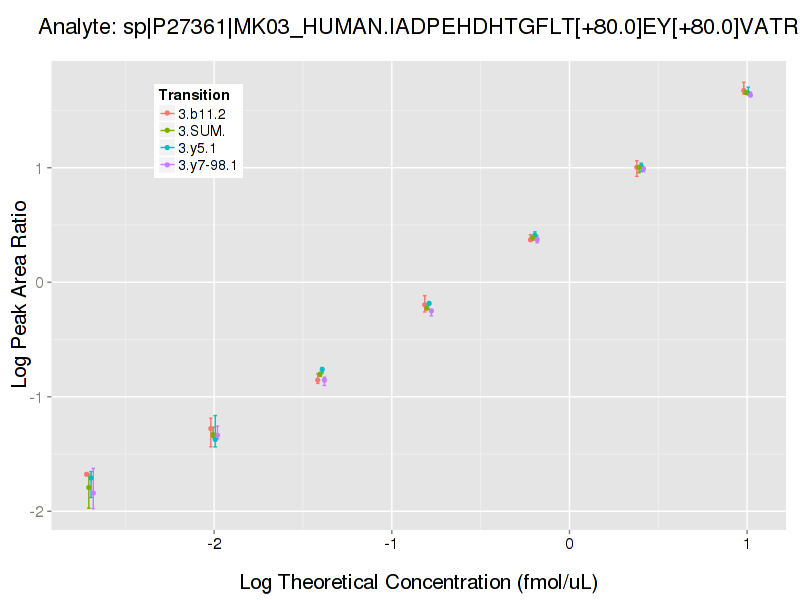 Analyte: sp|P27361|MK03_HUMAN.IADPEHDHTGFLT[+80.0]EY[+80.0]VATR
Transition
3.b11.2
3.SUM.
3.y5.1
3.y7-98.1
Log Peak Area Ratio
1
0
-1
-2
-2 -1 0 1
Log Theoretical Concentration (fmol/uL)